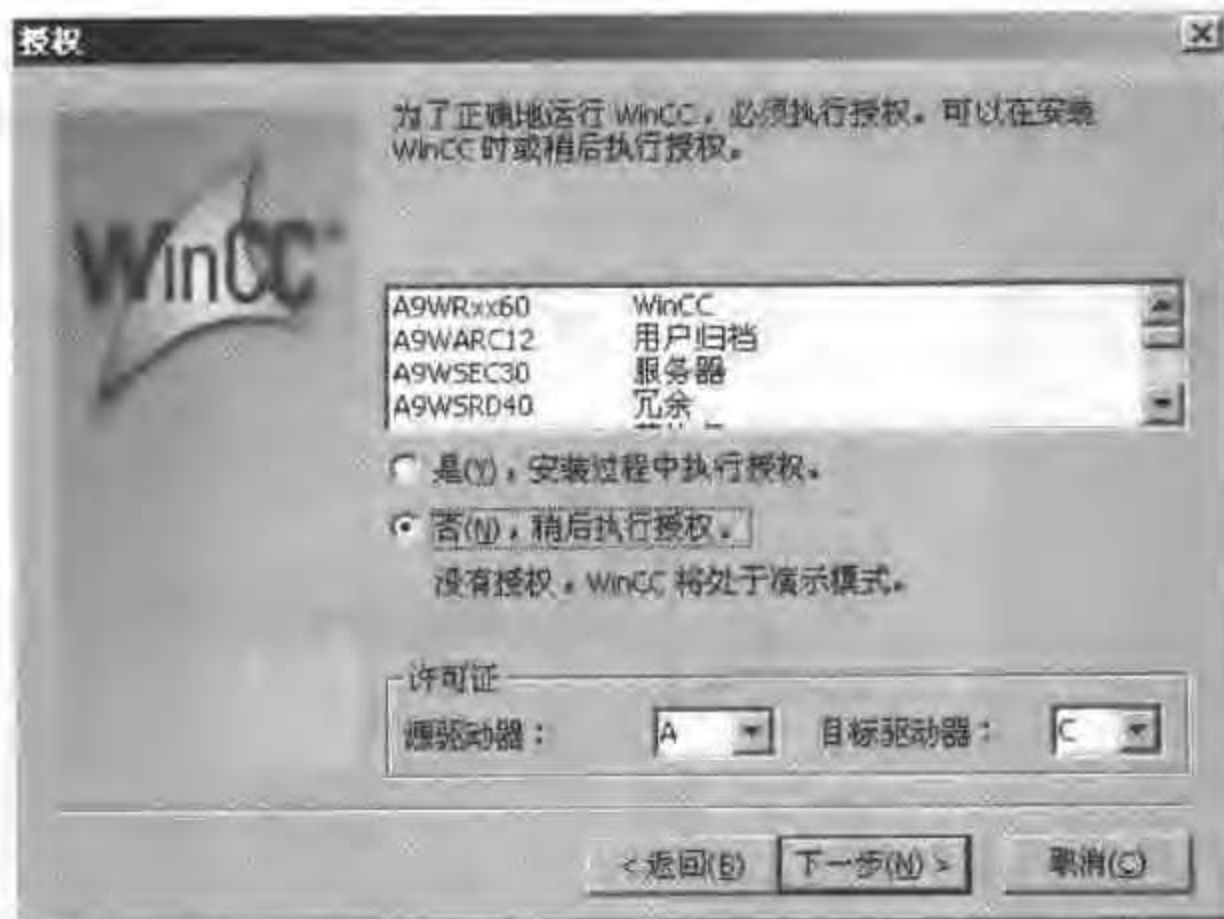 授权
为了正确地运行 WinCC，必须执行授权。可以在安装
WinCC 时或稍后执行授权。
WinCC
A9WRxx60 WinCC
A9WARC12 用户归档
A9WSEC30 服务器
A9WSRD40 冗余
是(Y)，安装过程中执行授权。
否(N)，稍后执行授权。
没有授权，WinCC 将处于演示模式。
许可证
源驱动器： A 目标驱动器： C
<返回(B) 下一步(N) > 取消(C)